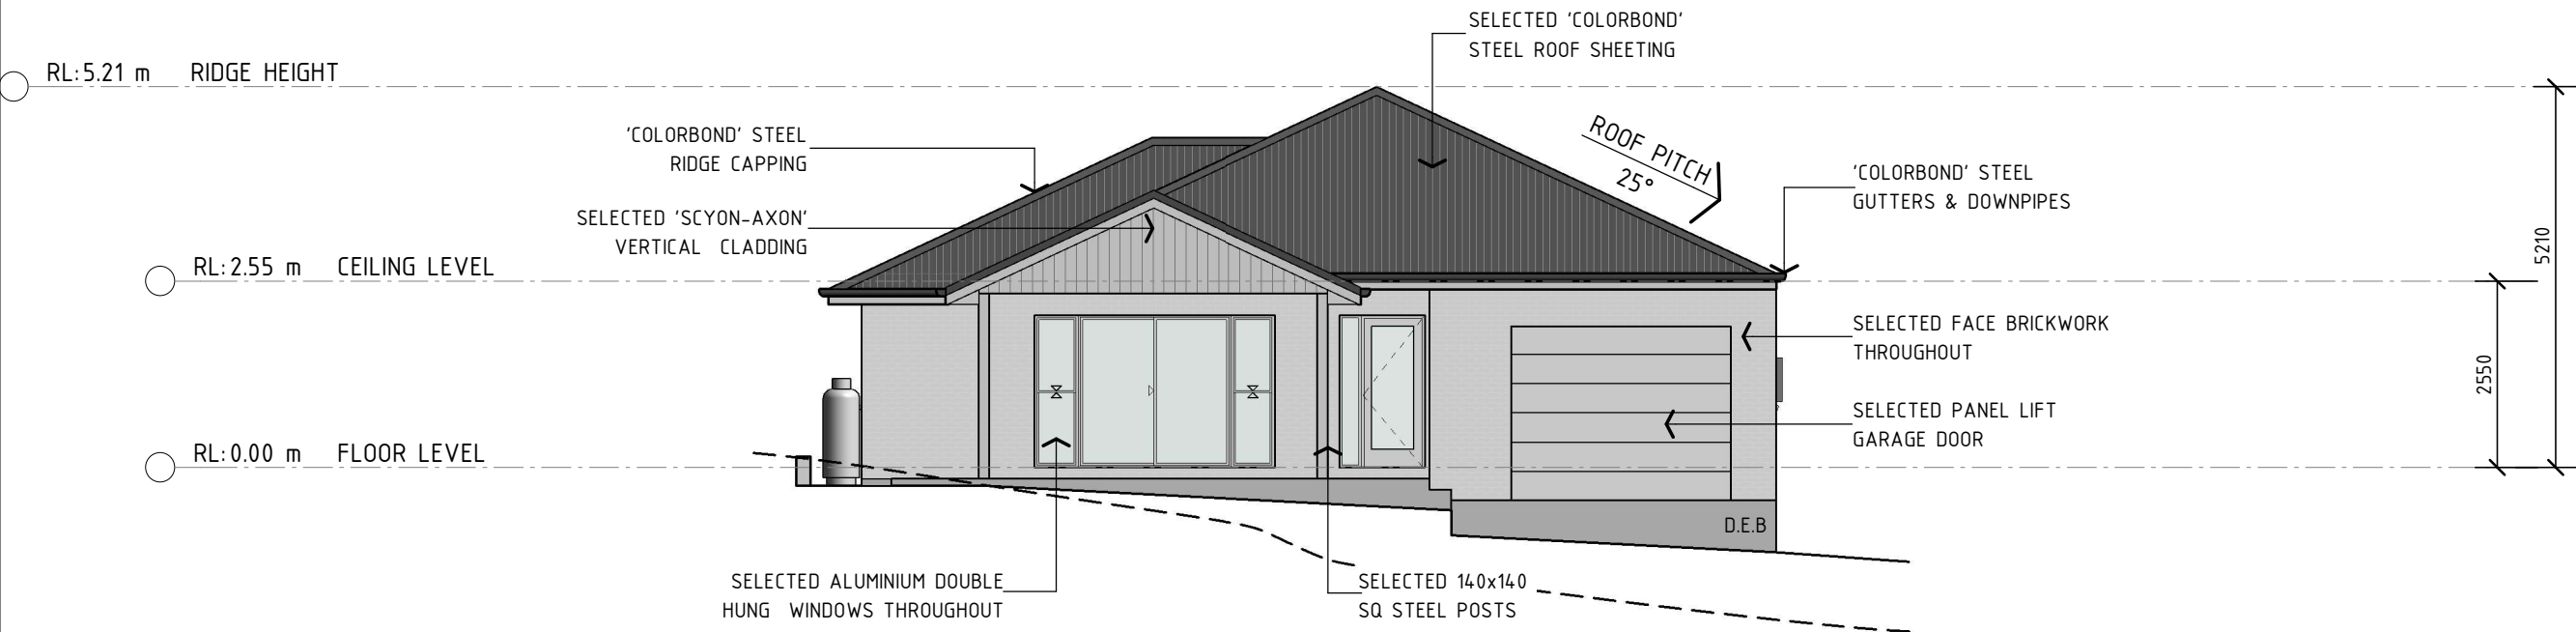 SELECTED 'COLORBOND'
STEEL ROOF SHEETING
RL:5.21 m RIDGE HEIGHT
'COLORBOND' STEEL
RIDGE CAPPING
ROOF PITCH
25°
'COLORBOND' STEEL
GUTTERS & DOWNPIPES
SELECTED 'SCYON-AXON'
VERTICAL CLADDING
5210
RL:2.55 m CEILING LEVEL
SELECTED FACE BRICKWORK
THROUGHOUT
2550
SELECTED PANEL LIFT
GARAGE DOOR
RL:0.00 m FLOOR LEVEL
D.E.B
SELECTED ALUMINIUM DOUBLE
HUNG WINDOWS THROUGHOUT
SELECTED 140x140
SQ STEEL POSTS